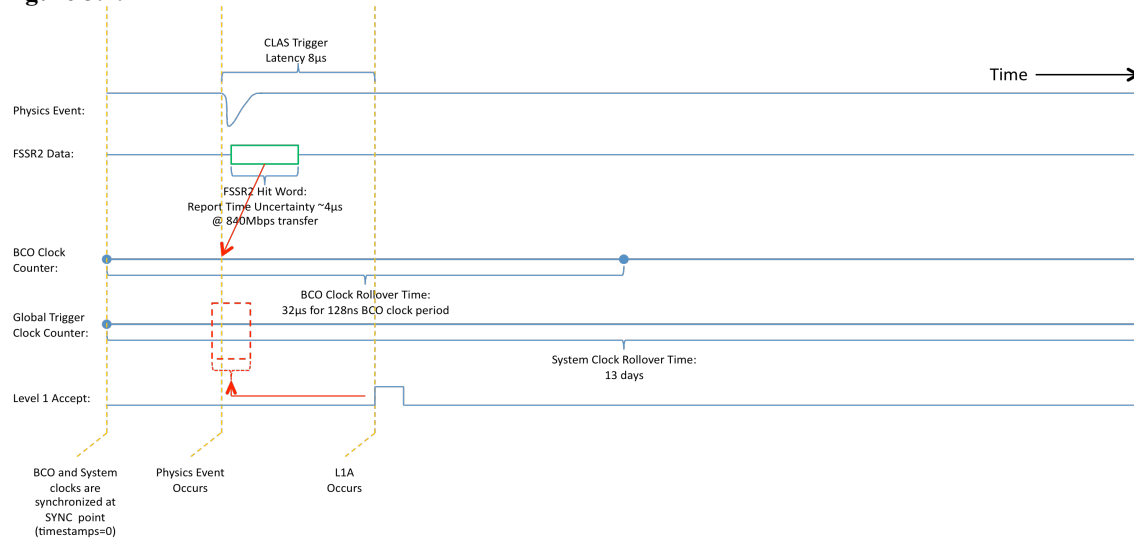 CLAS Trigger
Latency 8µs
Time
Physics Event:
FSSR2 Data:
FSSR2 Hit Word:
Report Time Uncertainty ~4µs
@ 840Mbps transfer
BCO Clock
Counter:
BCO Clock Rollover Time:
32µs for 128ns BCO clock period
Global Trigger
Clock Counter:
System Clock Rollover Time:
13 days
Level 1 Accept:
BCO and System
clocks are
synchronized at
SYNC point
(timestamps=0)
Physics Event
Occurs
L1A
Occurs